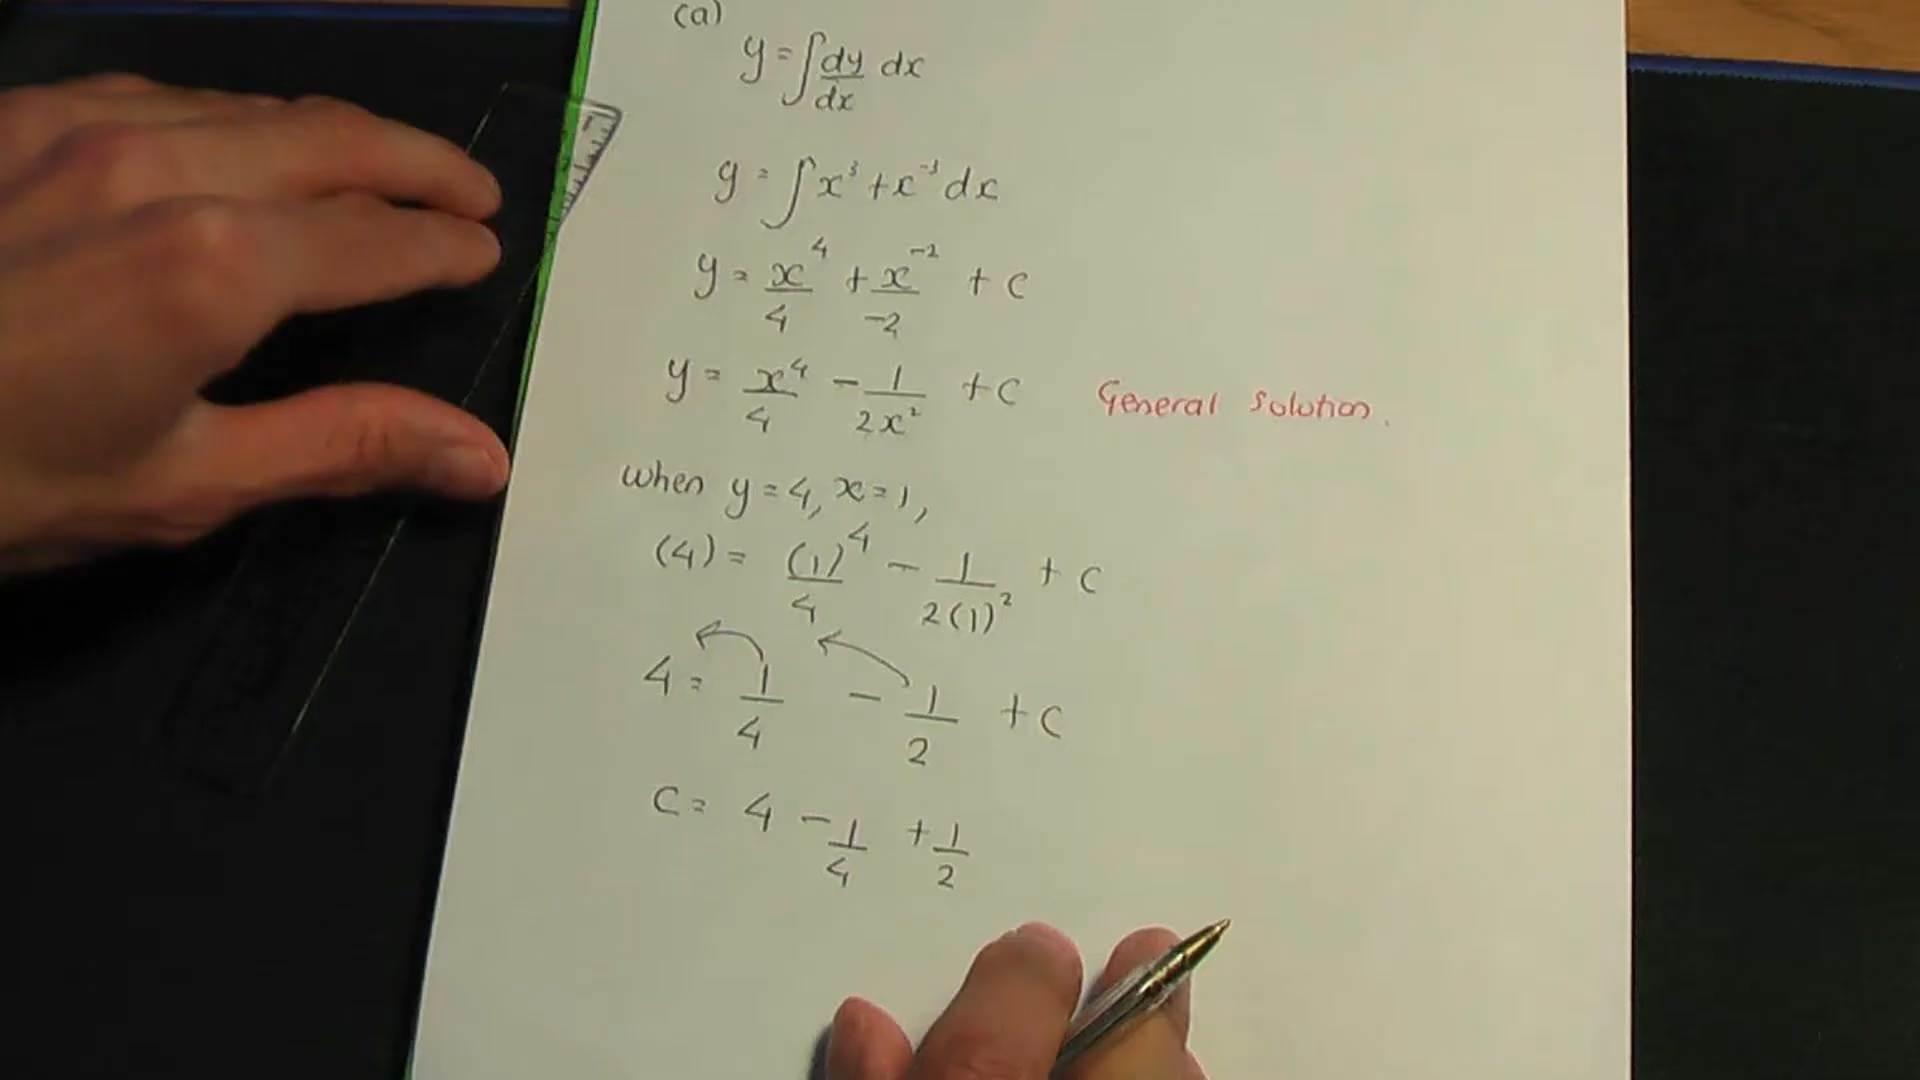 (a)
y = ∫ dy/dx dx
y = ∫ x³ + x⁻³ dx
y = x⁴/4 + x⁻²/-2 + c
y = x⁴/4 - 1/2x² + c General Solution.
when y = 4, x = 1,
(4) = (1)⁴/4 - 1/2(1)² + c
4 = 1/4 - 1/2 + c
c = 4 - 1/4 + 1/2